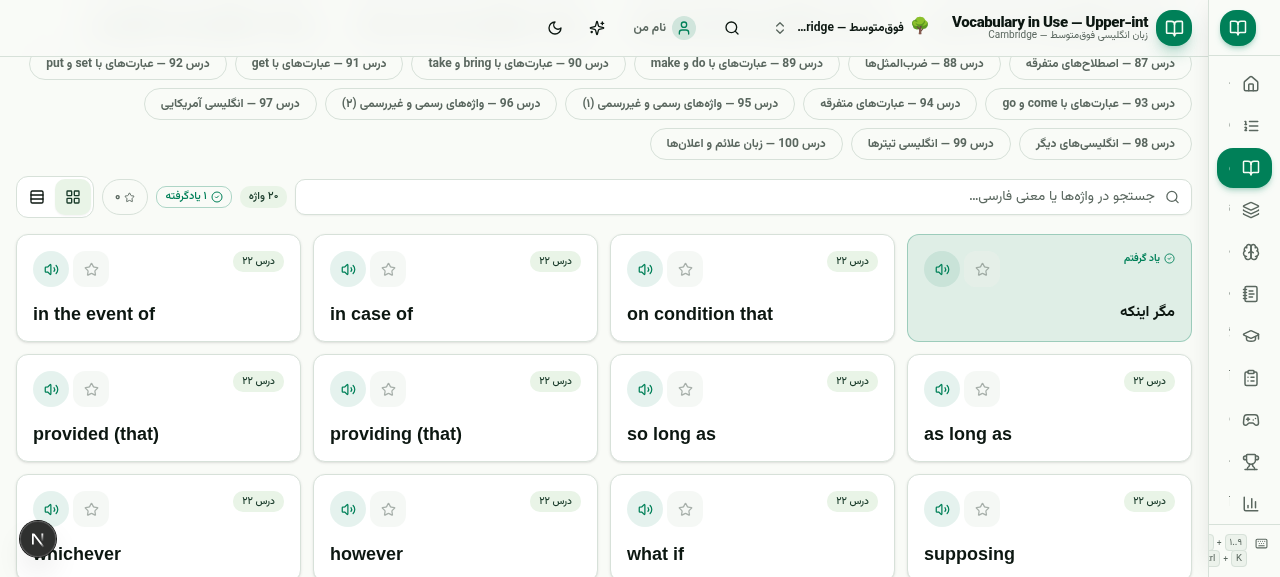 Vocabulary in Use — Upper-int
زبان انگلیسی فوق‌متوسط — Cambridge
فوق‌متوسط — ridge...
نام من
درس 87 — اصطلاح‌های متفرقه
درس 88 — ضرب‌المثل‌ها
درس 89 — عبارت‌های با do و make
درس 90 — عبارت‌های با bring و take
درس 91 — عبارت‌های با get
درس 92 — عبارت‌های با set و put
درس 93 — عبارت‌های با come و go
درس 94 — عبارت‌های متفرقه
درس 95 — واژه‌های رسمی و غیررسمی (۱)
درس 96 — واژه‌های رسمی و غیررسمی (۲)
درس 97 — انگلیسی آمریکایی
درس 98 — انگلیسی‌های دیگر
درس 99 — انگلیسی تیترها
درس 100 — زبان علائم و اعلان‌ها
جستجو در واژه‌ها یا معنی فارسی...
۲۰ واژه
۱ یادگرفته
۰
یاد گرفتم
مگر اینکه
درس ۲۲
on condition that
درس ۲۲
in case of
درس ۲۲
in the event of
درس ۲۲
as long as
درس ۲۲
so long as
درس ۲۲
providing (that)
درس ۲۲
provided (that)
درس ۲۲
supposing
درس ۲۲
what if
درس ۲۲
however
درس ۲۲
whichever
N
+ ۱..۹
+ K